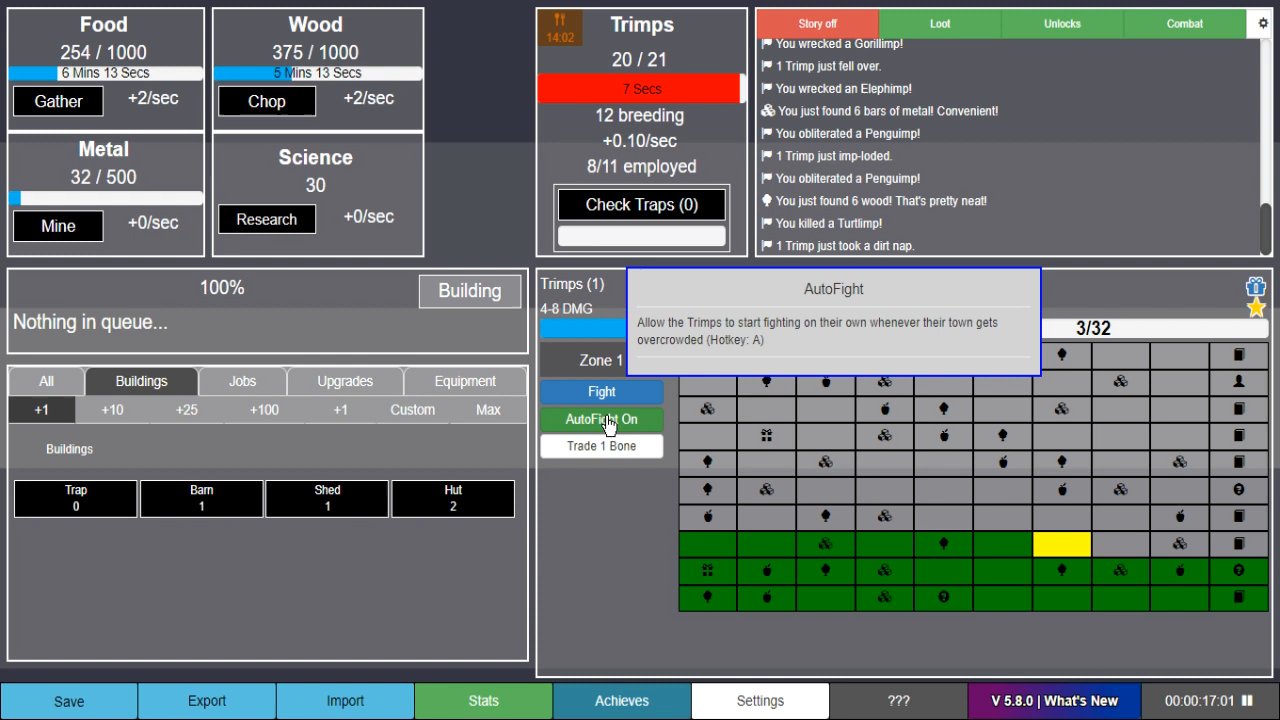 Food
254 / 1000
6 Mins 13 Secs
Gather
+2/sec
Wood
375 / 1000
5 Mins 13 Secs
Chop
+2/sec
Metal
32 / 500
Mine
+0/sec
Science
30
Research
+0/sec
14:02
Trimps
20 / 21
7 Secs
12 breeding
+0.10/sec
8/11 employed
Check Traps (0)
Story off
Loot
Unlocks
Combat
You wrecked a Gorillimp!
1 Trimp just fell over.
You wrecked an Elephimp!
You just found 6 bars of metal! Convenient!
You obliterated a Penguimp!
1 Trimp just imp-loded.
You obliterated a Penguimp!
You just found 6 wood! That's pretty neat!
You killed a Turtlimp!
1 Trimp just took a dirt nap.
100%
Building
Nothing in queue...
All
Buildings
Jobs
Upgrades
Equipment
+1
+10
+25
+100
+1
Custom
Max
Buildings
Trap
0
Barn
1
Shed
1
Hut
2
Trimps (1)
4-8 DMG
3/32
Zone 1
Fight
AutoFight On
Trade 1 Bone
AutoFight
Allow the Trimps to start fighting on their own whenever their town gets
overcrowded (Hotkey: A)
Save
Export
Import
Stats
Achieves
Settings
???
V 5.8.0 | What's New
00:00:17:01